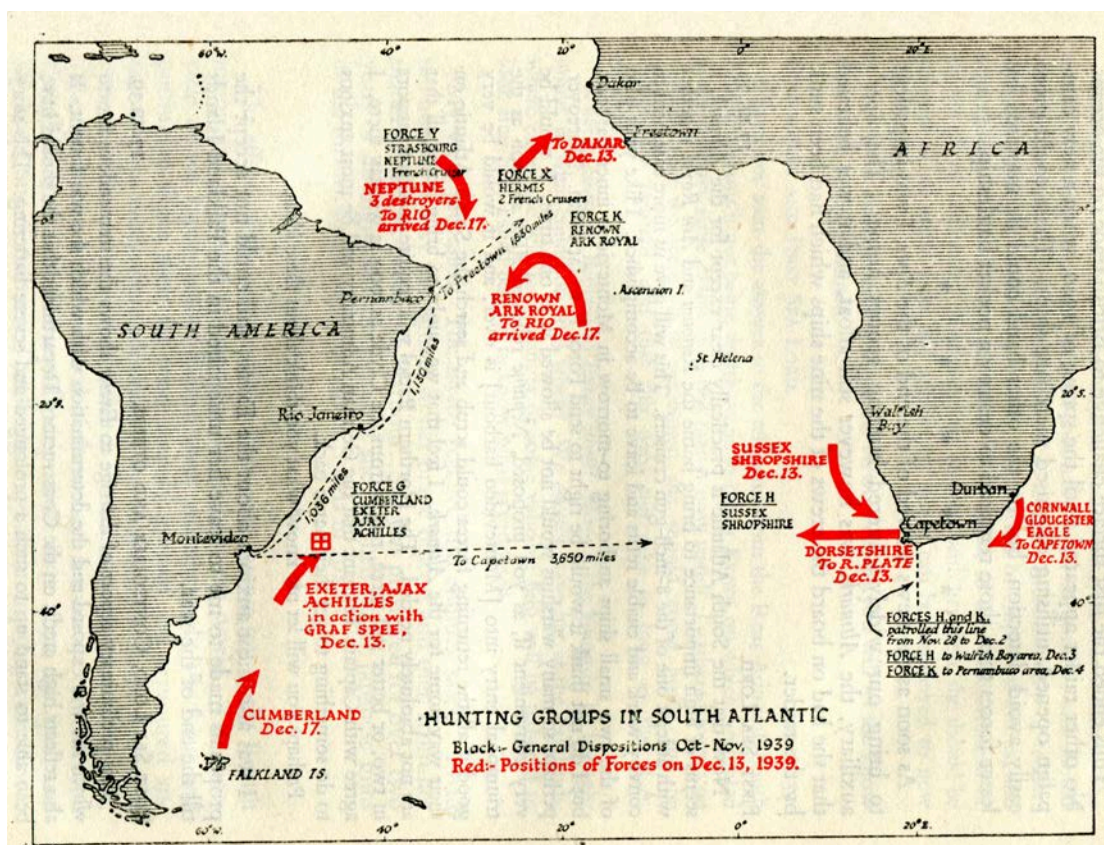 60°W.
40°
20°
0°
20°E.
Dakar
Freetown
AFRICA
FORCE Y
STRASBOURG
NEPTUNE
1 French Cruiser
NEPTUNE
3 destroyers
To RIO
arrived Dec.17.
To DAKAR
Dec.13.
FORCE X
HERMES
2 French Cruisers
FORCE K
RENOWN
ARK ROYAL
0°
To Freetown 1,850 miles
Pernambuco
RENOWN
ARK ROYAL
To RIO
arrived Dec.17.
Ascension I.
SOUTH AMERICA
St. Helena
1,130 miles
20°S.
20°S.
Rio Janeiro
Walfish
Bay
SUSSEX
SHROPSHIRE
Dec.13.
FORCE G
CUMBERLAND
EXETER
AJAX
ACHILLES
1,036 miles
FORCE H
SUSSEX
SHROPSHIRE
Durban
Capetown
CORNWALL
GLOUCESTER
EAGLE
To CAPETOWN
Dec.13.
Montevideo
To Capetown 3,650 miles
DORSETSHIRE
To R. PLATE
Dec.13.
EXETER, AJAX
ACHILLES
in action with
GRAF SPEE,
Dec.13.
40°
40°
FORCES H. and K.
patrolled this line
from Nov. 28 to Dec.2
FORCE H to Walfish Bay area, Dec.3
FORCE K to Pernambuco area, Dec.4
CUMBERLAND
Dec.17.
FALKLAND IS.
HUNTING GROUPS IN SOUTH ATLANTIC
Black:- General Dispositions Oct-Nov, 1939
Red:- Positions of Forces on Dec.13, 1939.
60°W.
40°
20°
0°
20°E.